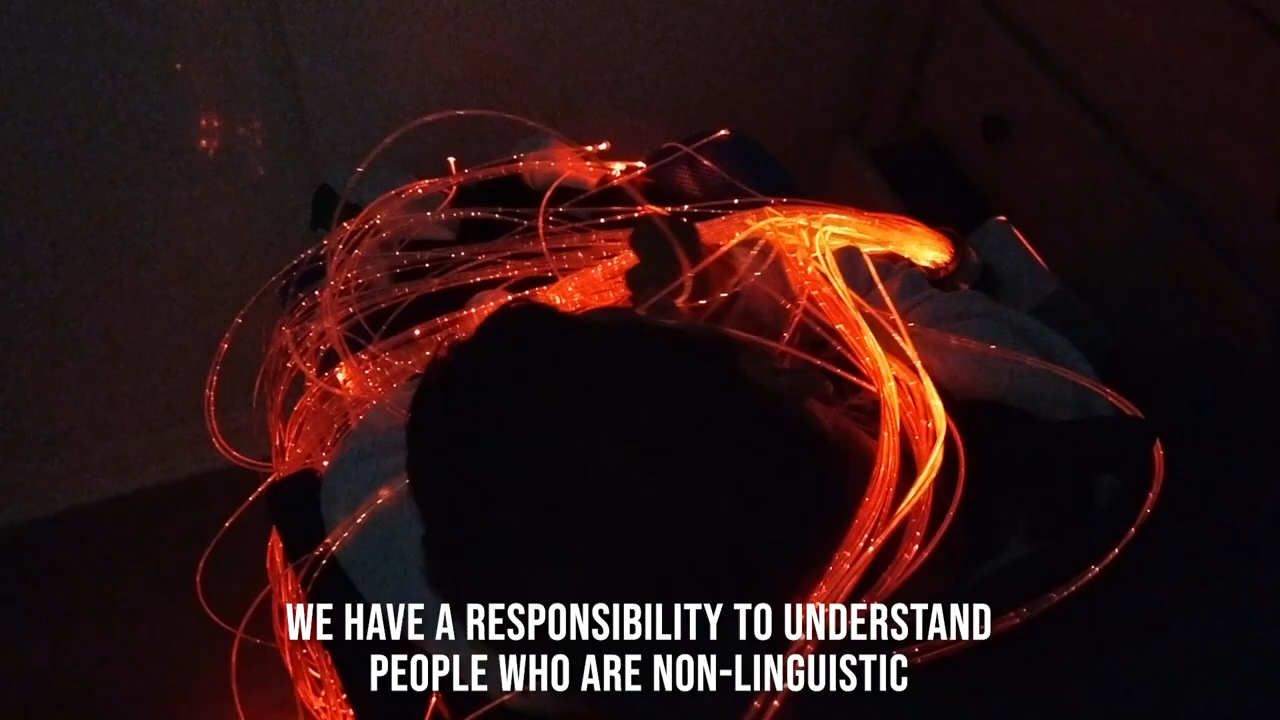 WE HAVE A RESPONSIBILITY TO UNDERSTAND
PEOPLE WHO ARE NON-LINGUISTIC